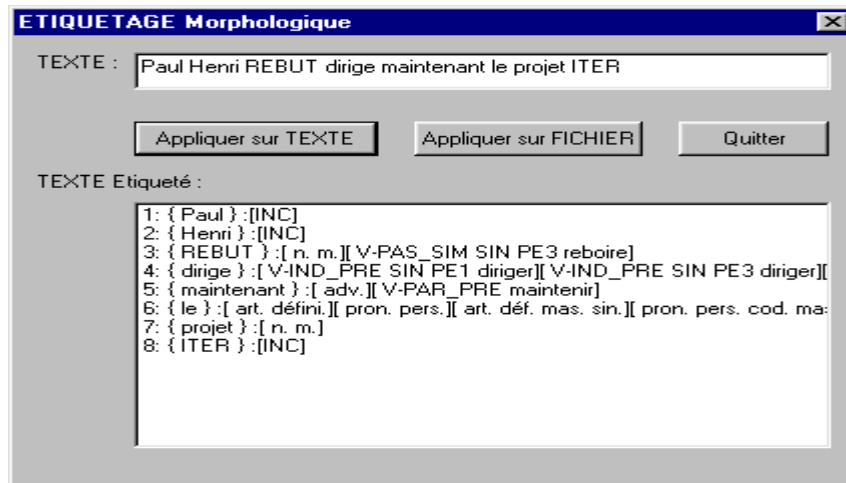 ETIQUETAGE Morphologique
TEXTE : Paul Henri REBUT dirige maintenant le projet ITER
Appliquer sur TEXTE Appliquer sur FICHIER Quitter
TEXTE Etiqueté :
1: { Paul } :[INC]
2: { Henri } :[INC]
3: { REBUT } :[ n. m.][ V-PAS_SIM SIN PE3 reboire]
4: { dirige } :[ V-IND_PRE SIN PE1 diriger][ V-IND_PRE SIN PE3 diriger][
5: { maintenant } :[ adv.][ V-PAR_PRE maintenir]
6: { le } :[ art. défini.][ pron. pers.][ art. déf. mas. sin.][ pron. pers. cod. mas
7: { projet } :[ n. m.]
8: { ITER } :[INC]